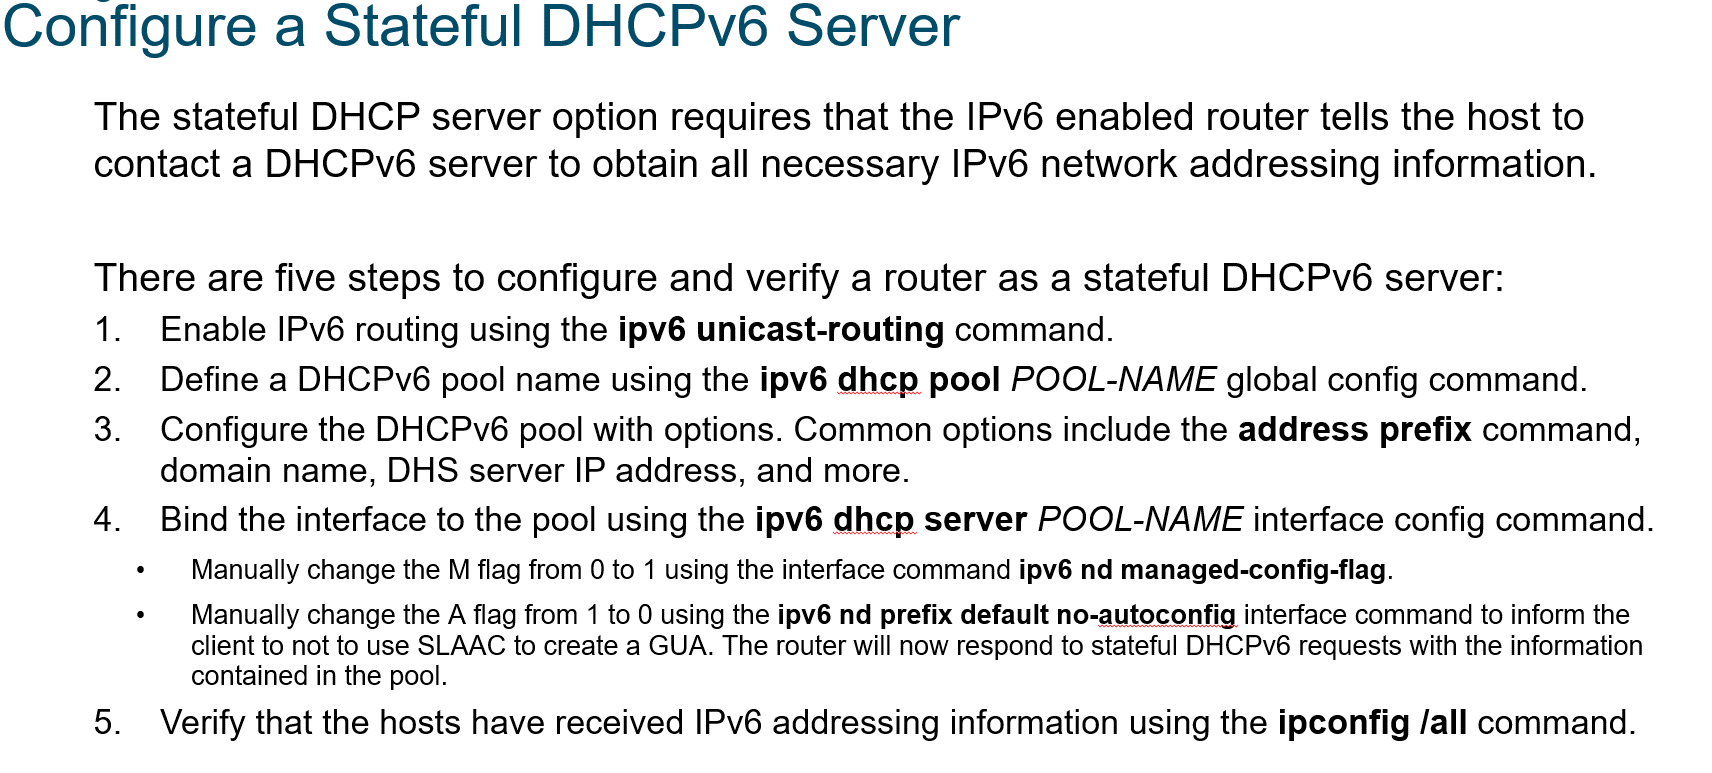 Configure a Stateful DHCPv6 Server
The stateful DHCP server option requires that the IPv6 enabled router tells the host to
contact a DHCPv6 server to obtain all necessary IPv6 network addressing information.
There are five steps to configure and verify a router as a stateful DHCPv6 server:
1. Enable IPv6 routing using the ipv6 unicast-routing command.
2. Define a DHCPv6 pool name using the ipv6 dhcp pool POOL-NAME global config command.
3. Configure the DHCPv6 pool with options. Common options include the address prefix command,
domain name, DHS server IP address, and more.
4. Bind the interface to the pool using the ipv6 dhcp server POOL-NAME interface config command.
• Manually change the M flag from 0 to 1 using the interface command ipv6 nd managed-config-flag.
• Manually change the A flag from 1 to 0 using the ipv6 nd prefix default no-autoconfig interface command to inform the
client to not to use SLAAC to create a GUA. The router will now respond to stateful DHCPv6 requests with the information
contained in the pool.
5. Verify that the hosts have received IPv6 addressing information using the ipconfig /all command.